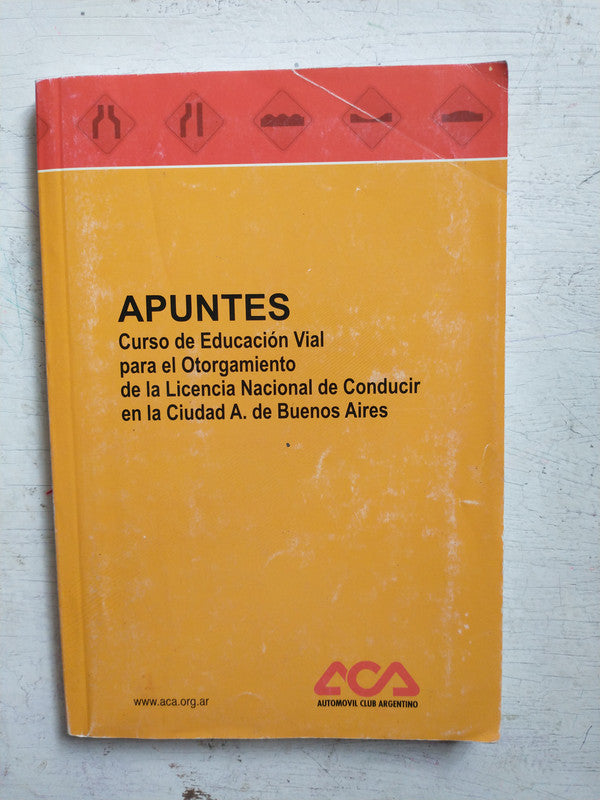 APUNTES
Curso de Educación Vial
para el Otorgamiento
de la Licencia Nacional de Conducir
en la Ciudad A. de Buenos Aires
www.aca.org.ar
ACA
AUTOMOVIL CLUB ARGENTINO